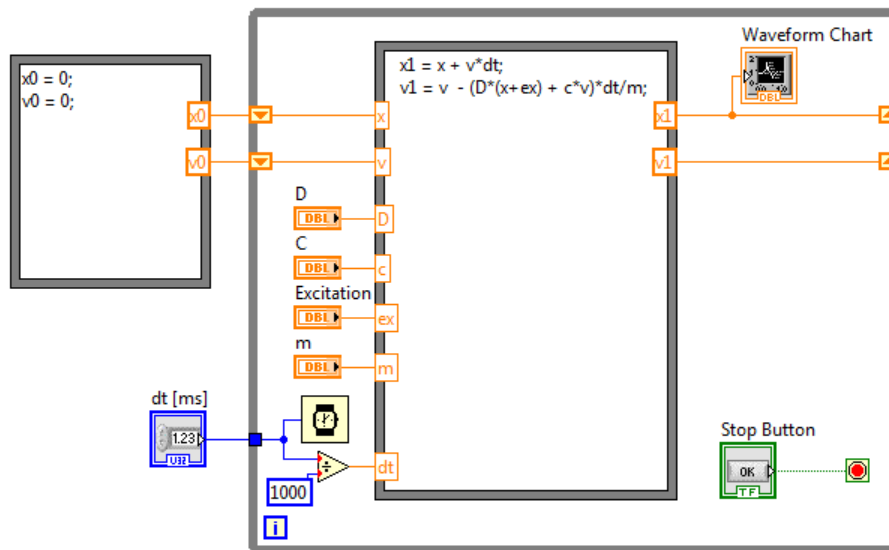 Waveform Chart
x0 = 0;
v0 = 0;
x1 = x + v*dt;
v1 = v - (D*(x+ex) + c*v)*dt/m;
DBL
x0
x
x1
v0
v
v1
D
DBL
D
C
DBL
c
Excitation
DBL
ex
m
DBL
m
dt [ms]
1.23
U32
÷
dt
1000
i
Stop Button
OK
TF